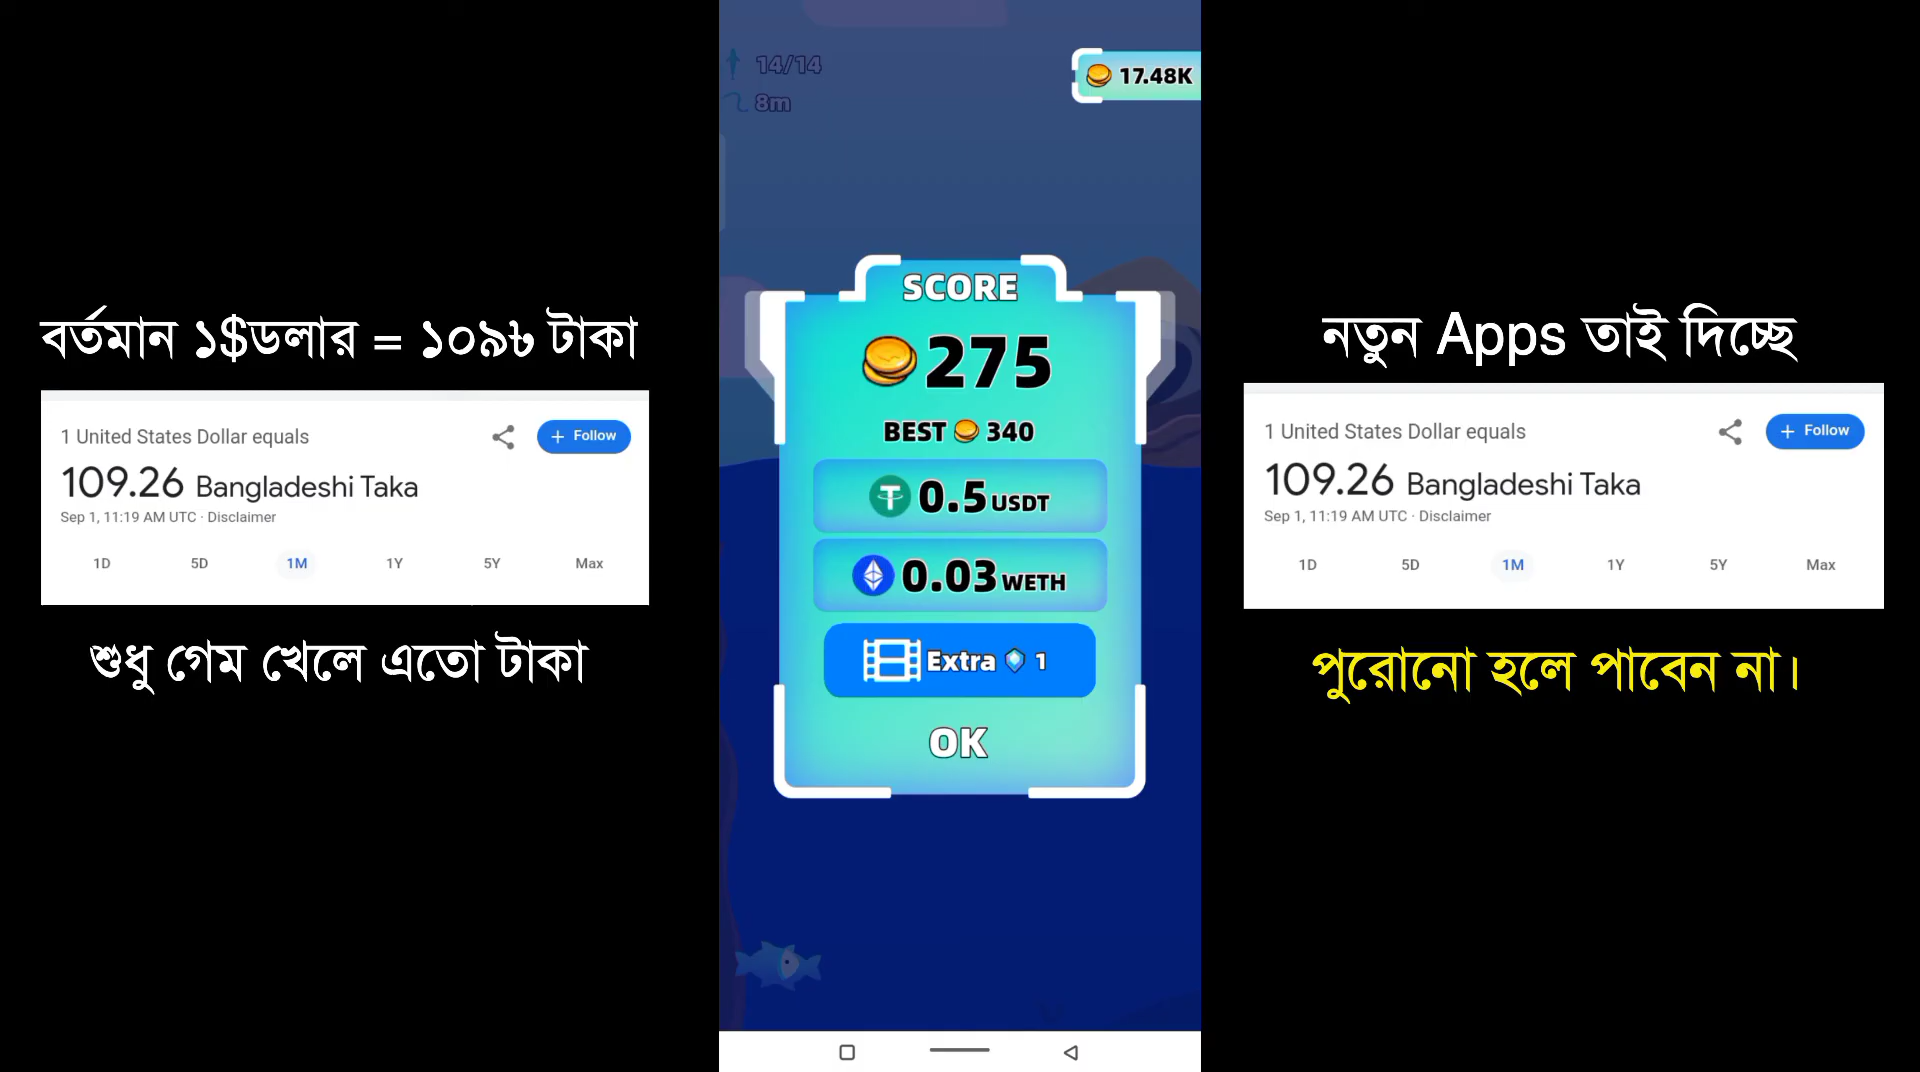 বর্তমান ১$ডলার = ১০৯৳ টাকা
1 United States Dollar equals
+ Follow
109.26 Bangladeshi Taka
Sep 1, 11:19 AM UTC · Disclaimer
1D 5D 1M 1Y 5Y Max
শুধু গেম খেলে এতো টাকা
14/14
8m
17.48K
SCORE
275
BEST 340
0.5 USDT
0.03 WETH
Extra 1
OK
নতুন Apps তাই দিচ্ছে
1 United States Dollar equals
+ Follow
109.26 Bangladeshi Taka
Sep 1, 11:19 AM UTC · Disclaimer
1D 5D 1M 1Y 5Y Max
পুরোনো হলে পাবেন না।